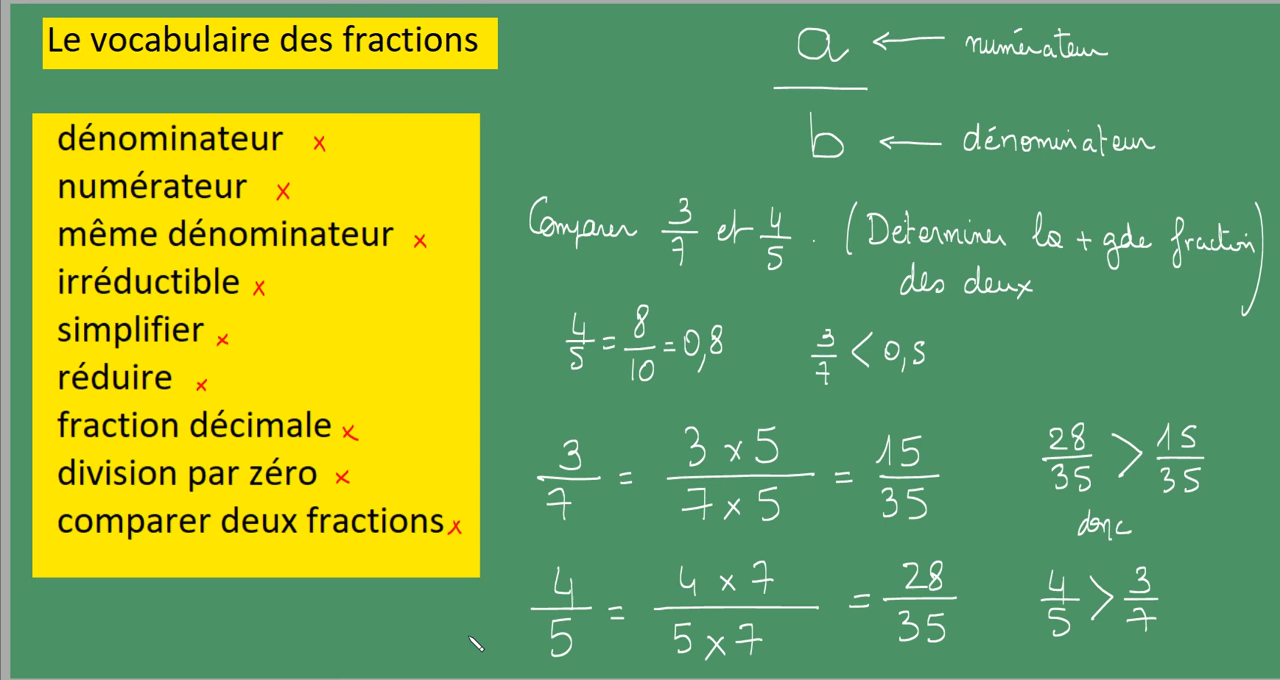 Le vocabulaire des fractions
dénominateur x
numérateur x
même dénominateur x
irréductible x
simplifier x
réduire x
fraction décimale x
division par zéro x
comparer deux fractions x
a ← numérateur
b ← dénominateur
Comparer 3/7 et 4/5. (Déterminer la + gde fraction
des deux)
4/5 = 8/10 = 0,8 3/7 < 0,5
3/7 = 3 x 5 / 7 x 5 = 15/35 28/35 > 15/35
donc
4/5 = 4 x 7 / 5 x 7 = 28/35 4/5 > 3/7